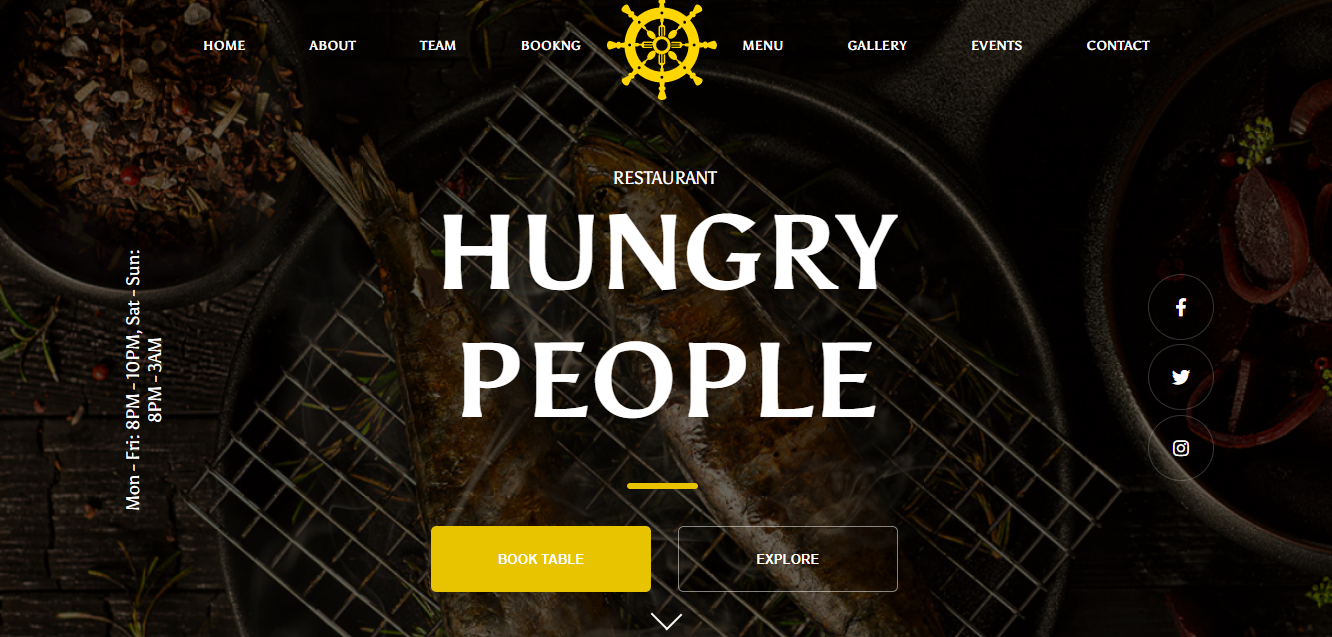 HOME ABOUT TEAM BOOKNG MENU GALLERY EVENTS CONTACT
RESTAURANT
HUNGRY
PEOPLE
Mon – Fri: 8PM – 10PM, Sat – Sun:
8PM – 3AM
BOOK TABLE EXPLORE